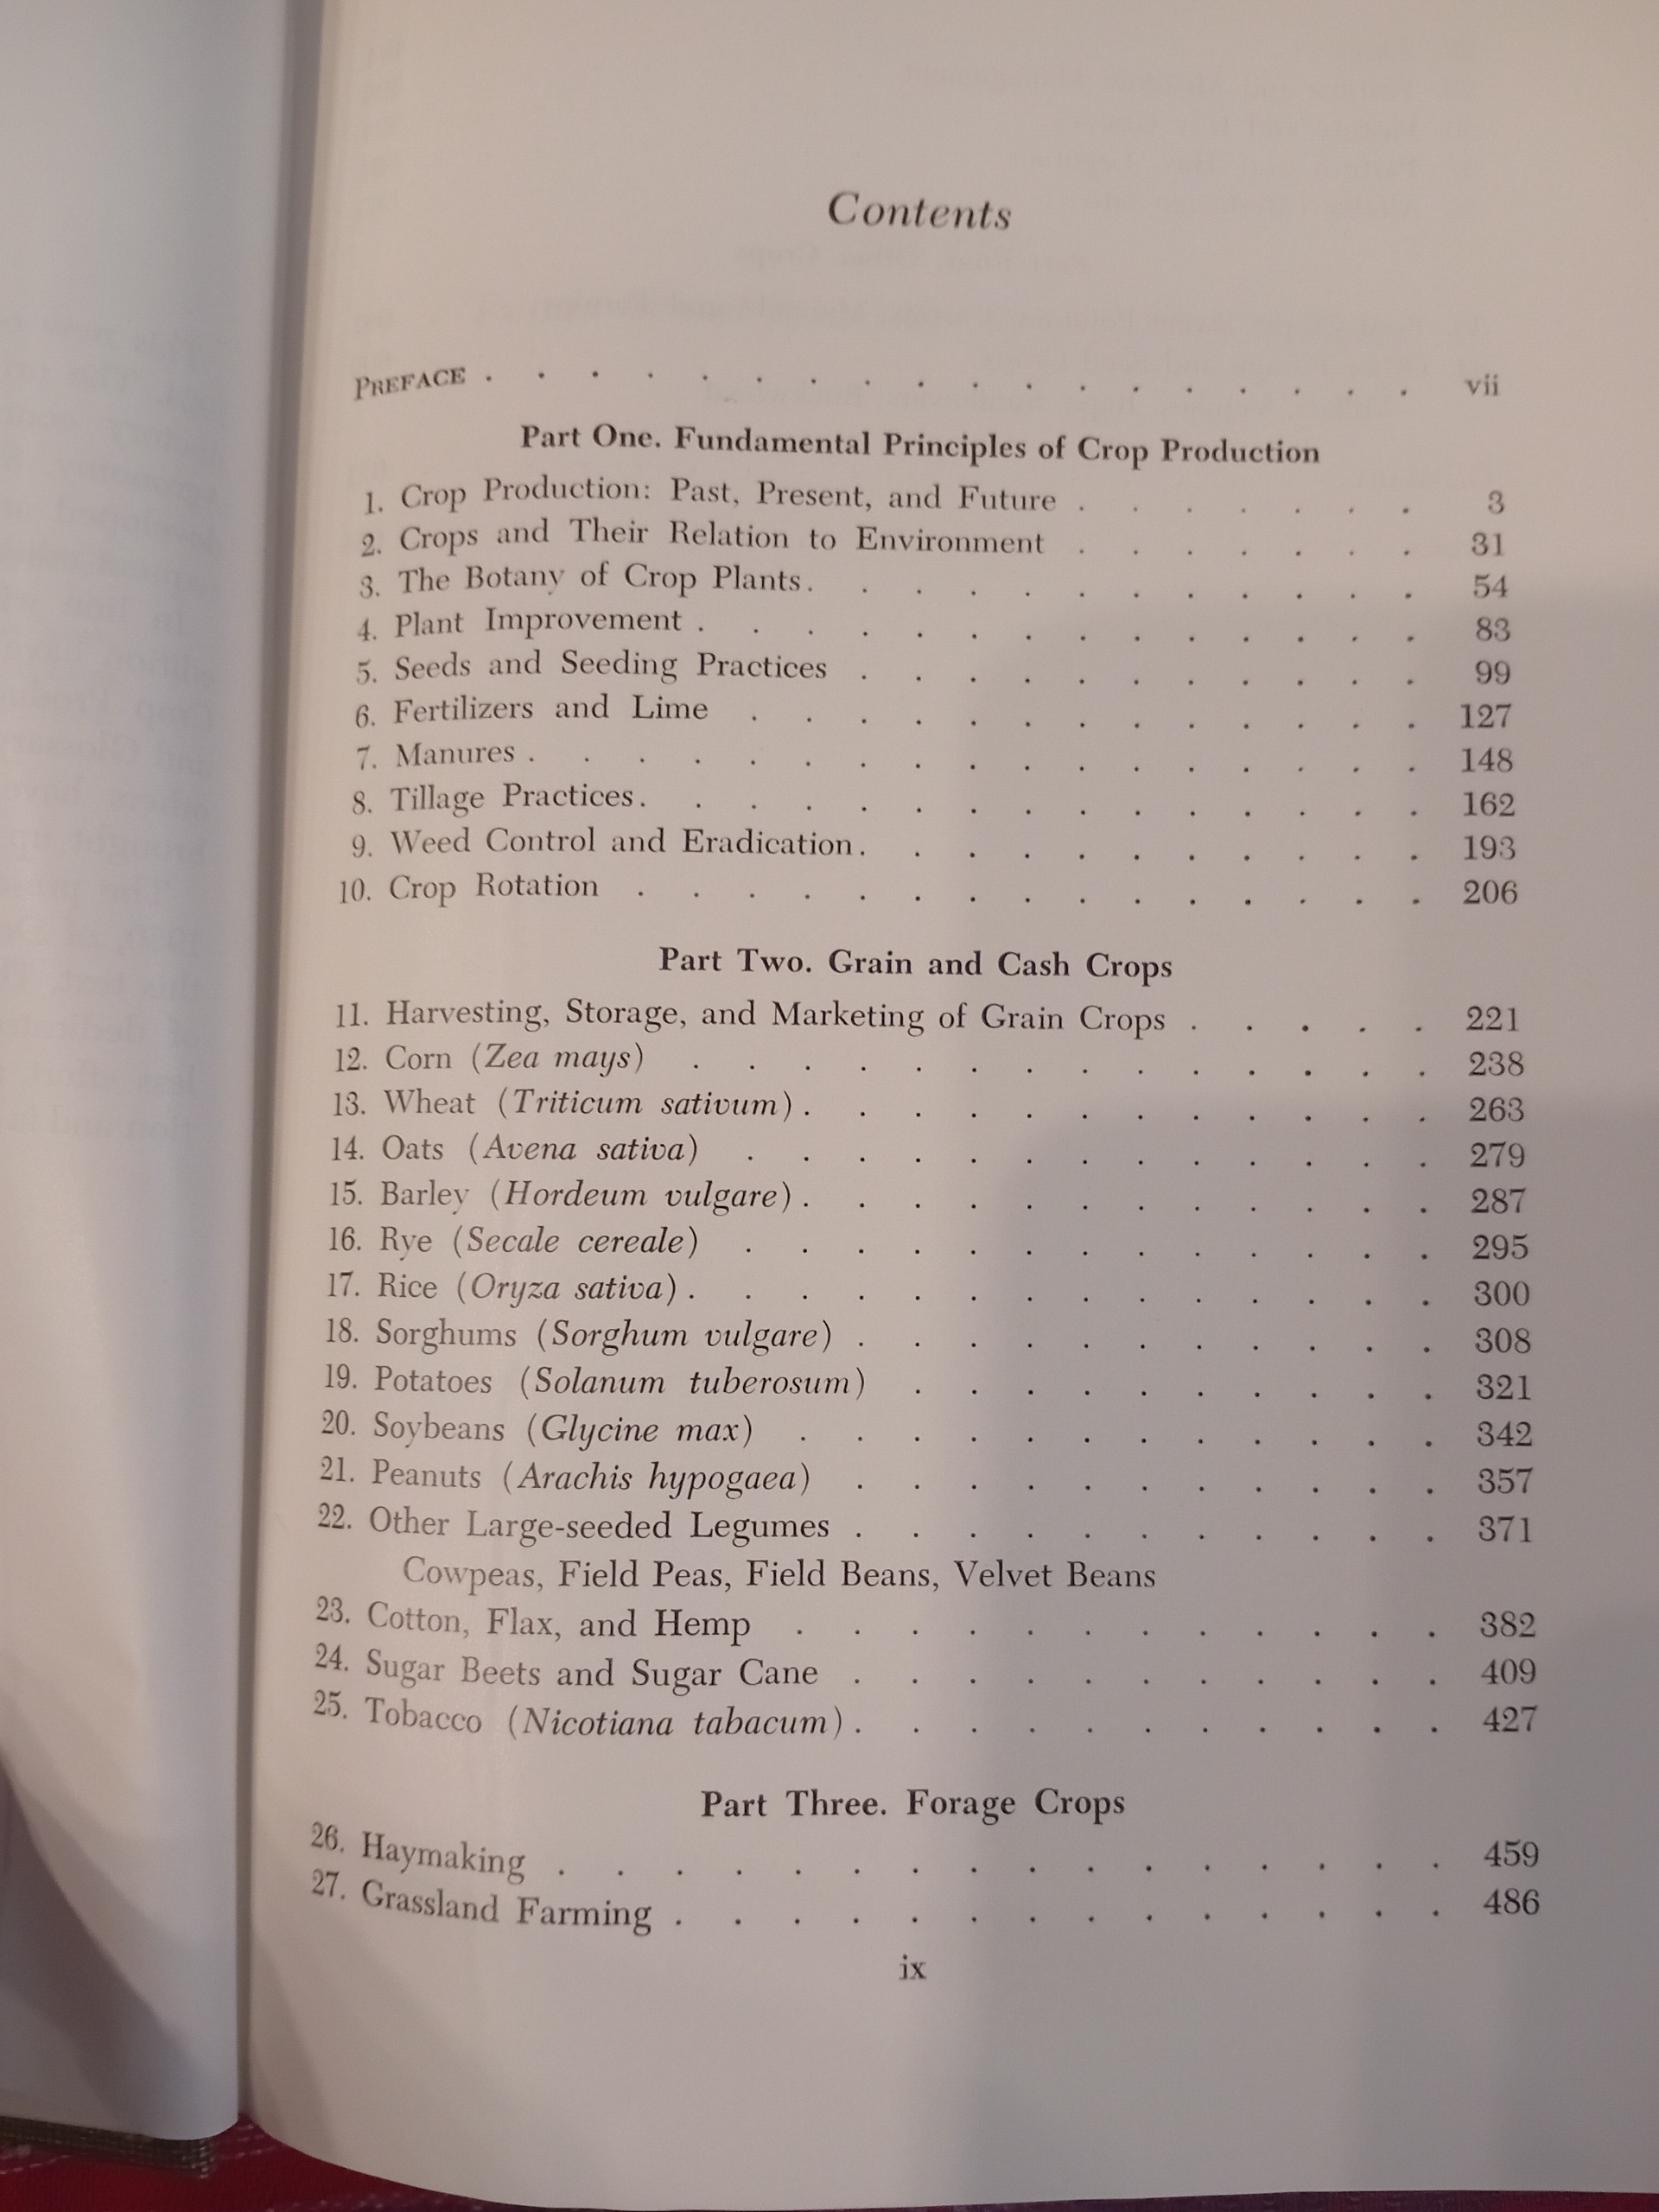 Contents
PREFACE . . . . . . . . . . . . . . . . . . vii
Part One. Fundamental Principles of Crop Production
1. Crop Production: Past, Present, and Future . . . . . . . 3
2. Crops and Their Relation to Environment . . . . . . . 31
3. The Botany of Crop Plants. . . . . . . . . . . . 54
4. Plant Improvement . . . . . . . . . . . . . . 83
5. Seeds and Seeding Practices . . . . . . . . . . . 99
6. Fertilizers and Lime . . . . . . . . . . . . . 127
7. Manures . . . . . . . . . . . . . . . . . 148
8. Tillage Practices. . . . . . . . . . . . . . . 162
9. Weed Control and Eradication. . . . . . . . . . . 193
10. Crop Rotation . . . . . . . . . . . . . . . 206
Part Two. Grain and Cash Crops
11. Harvesting, Storage, and Marketing of Grain Crops . . . . . 221
12. Corn (Zea mays) . . . . . . . . . . . . . . 238
13. Wheat (Triticum sativum) . . . . . . . . . . . . 263
14. Oats (Avena sativa) . . . . . . . . . . . . . 279
15. Barley (Hordeum vulgare) . . . . . . . . . . . . 287
16. Rye (Secale cereale) . . . . . . . . . . . . . 295
17. Rice (Oryza sativa) . . . . . . . . . . . . . . 300
18. Sorghums (Sorghum vulgare) . . . . . . . . . . . 308
19. Potatoes (Solanum tuberosum) . . . . . . . . . . 321
20. Soybeans (Glycine max) . . . . . . . . . . . . 342
21. Peanuts (Arachis hypogaea) . . . . . . . . . . . 357
22. Other Large-seeded Legumes . . . . . . . . . . . 371
Cowpeas, Field Peas, Field Beans, Velvet Beans
23. Cotton, Flax, and Hemp . . . . . . . . . . . . 382
24. Sugar Beets and Sugar Cane . . . . . . . . . . . 409
25. Tobacco (Nicotiana tabacum) . . . . . . . . . . . 427
Part Three. Forage Crops
26. Haymaking . . . . . . . . . . . . . . . . 459
27. Grassland Farming . . . . . . . . . . . . . . 486
ix